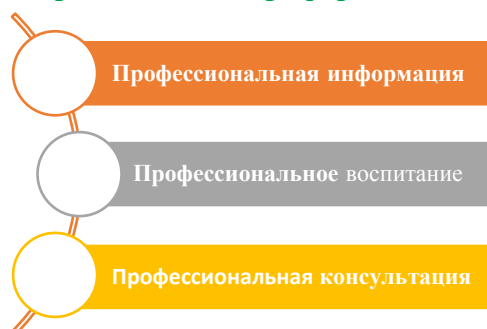 Профессиональная информация
Профессиональное воспитание
Профессиональная консультация